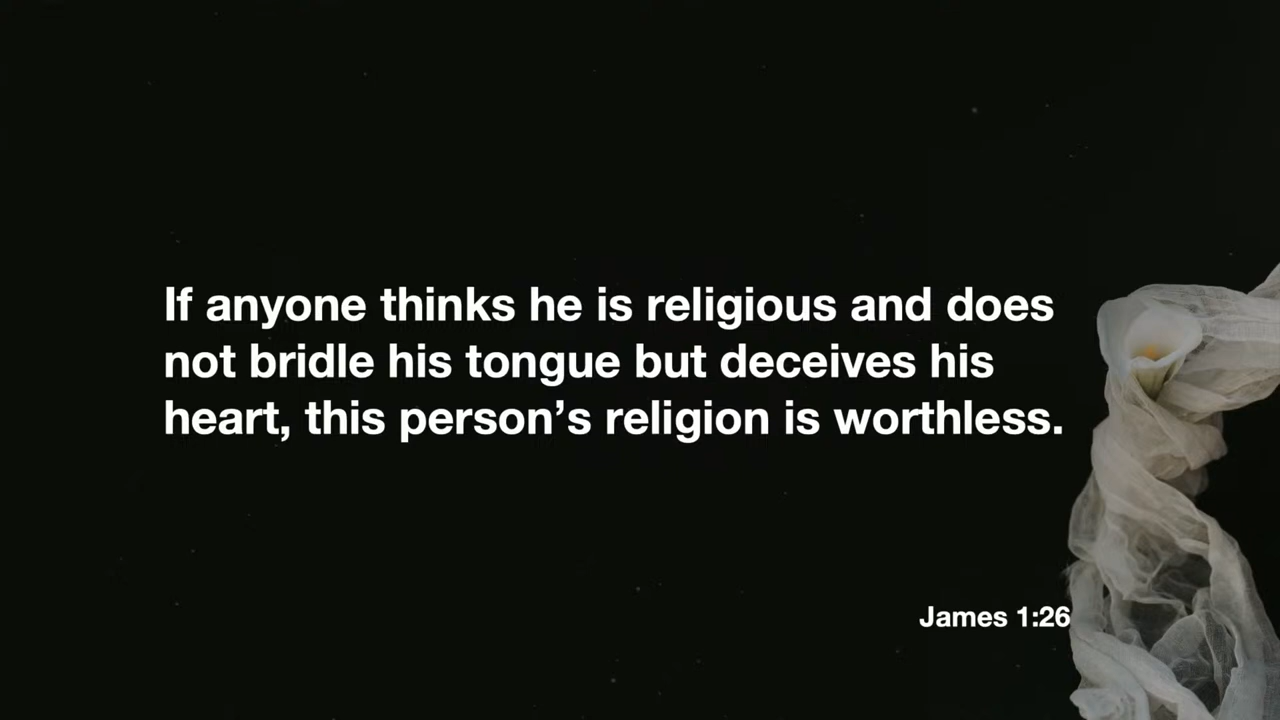 If anyone thinks he is religious and does
not bridle his tongue but deceives his
heart, this person’s religion is worthless.
James 1:26